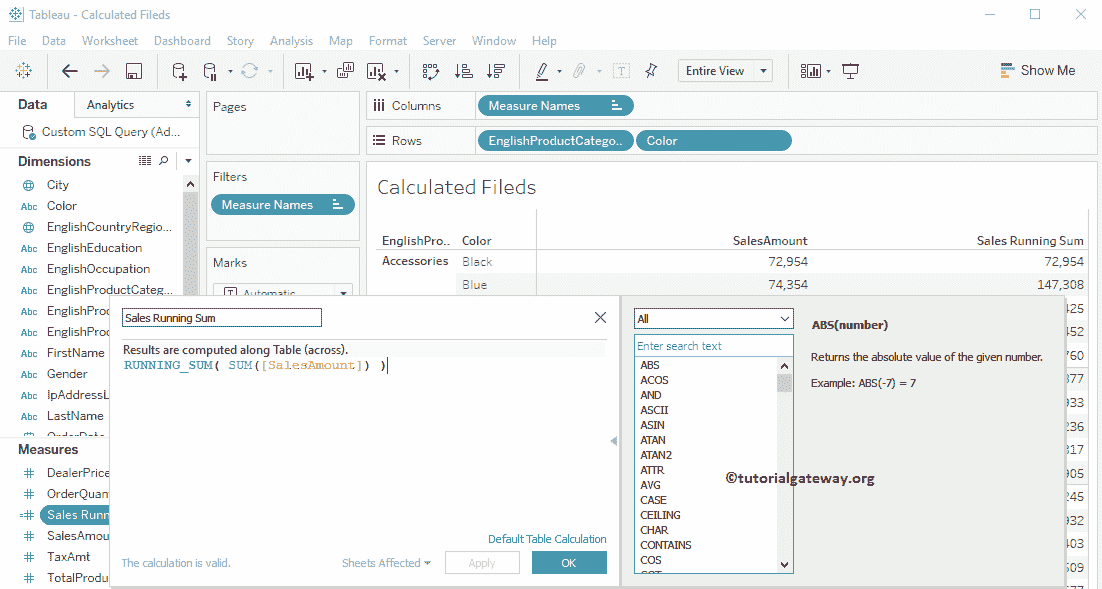 Tableau - Calculated Fileds
File Data Worksheet Dashboard Story Analysis Map Format Server Window Help
Entire View
Show Me
Data Analytics
Custom SQL Query (Ad...
Dimensions
City
Color
EnglishCountryRegio...
EnglishEducation
EnglishOccupation
EnglishProductCateg...
EnglishPro
EnglishPro
FirstName
Gender
IpAddressL
LastName
OrderDate
Measures
DealerPrice
OrderQuan
Sales Runn
SalesAmou
TaxAmt
TotalProdu
Pages
Filters
Measure Names
Marks
Automatic
Columns Measure Names
Rows EnglishProductCatego.. Color
Calculated Fileds
EnglishPro.. Color SalesAmount Sales Running Sum
Accessories Black 72,954 72,954
Blue 74,354 147,308
425
452
760
377
933
236
317
905
245
932
403
509
Sales Running Sum
Results are computed along Table (across).
RUNNING_SUM( SUM([SalesAmount]) )
Default Table Calculation
The calculation is valid.
Sheets Affected
Apply
OK
All
Enter search text
ABS
ACOS
AND
ASCII
ASIN
ATAN
ATAN2
ATTR
AVG
CASE
CEILING
CHAR
CONTAINS
COS
COT
ABS(number)
Returns the absolute value of the given number.
Example: ABS(-7) = 7
©tutorialgateway.org